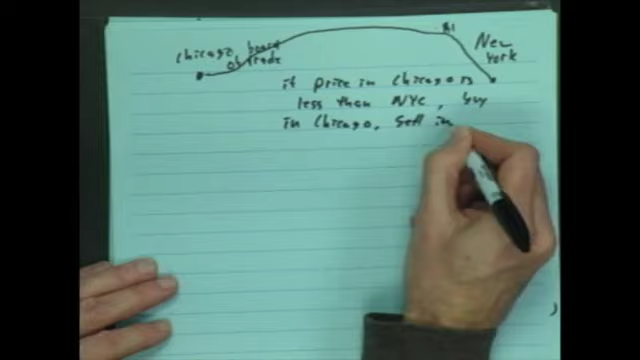 Chicago board
of trade
New
York
if price in Chicago is
less than NYC, buy
in Chicago, sell in